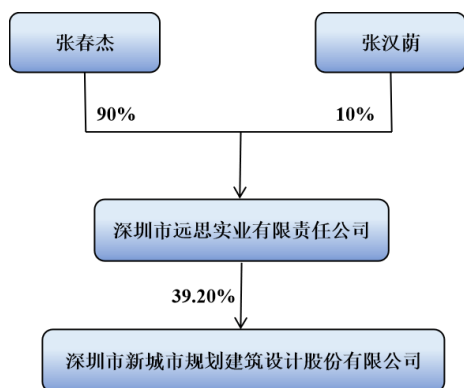 张春杰
张汉荫
90%
10%
深圳市远思实业有限责任公司
39.20%
深圳市新城市规划建筑设计股份有限公司